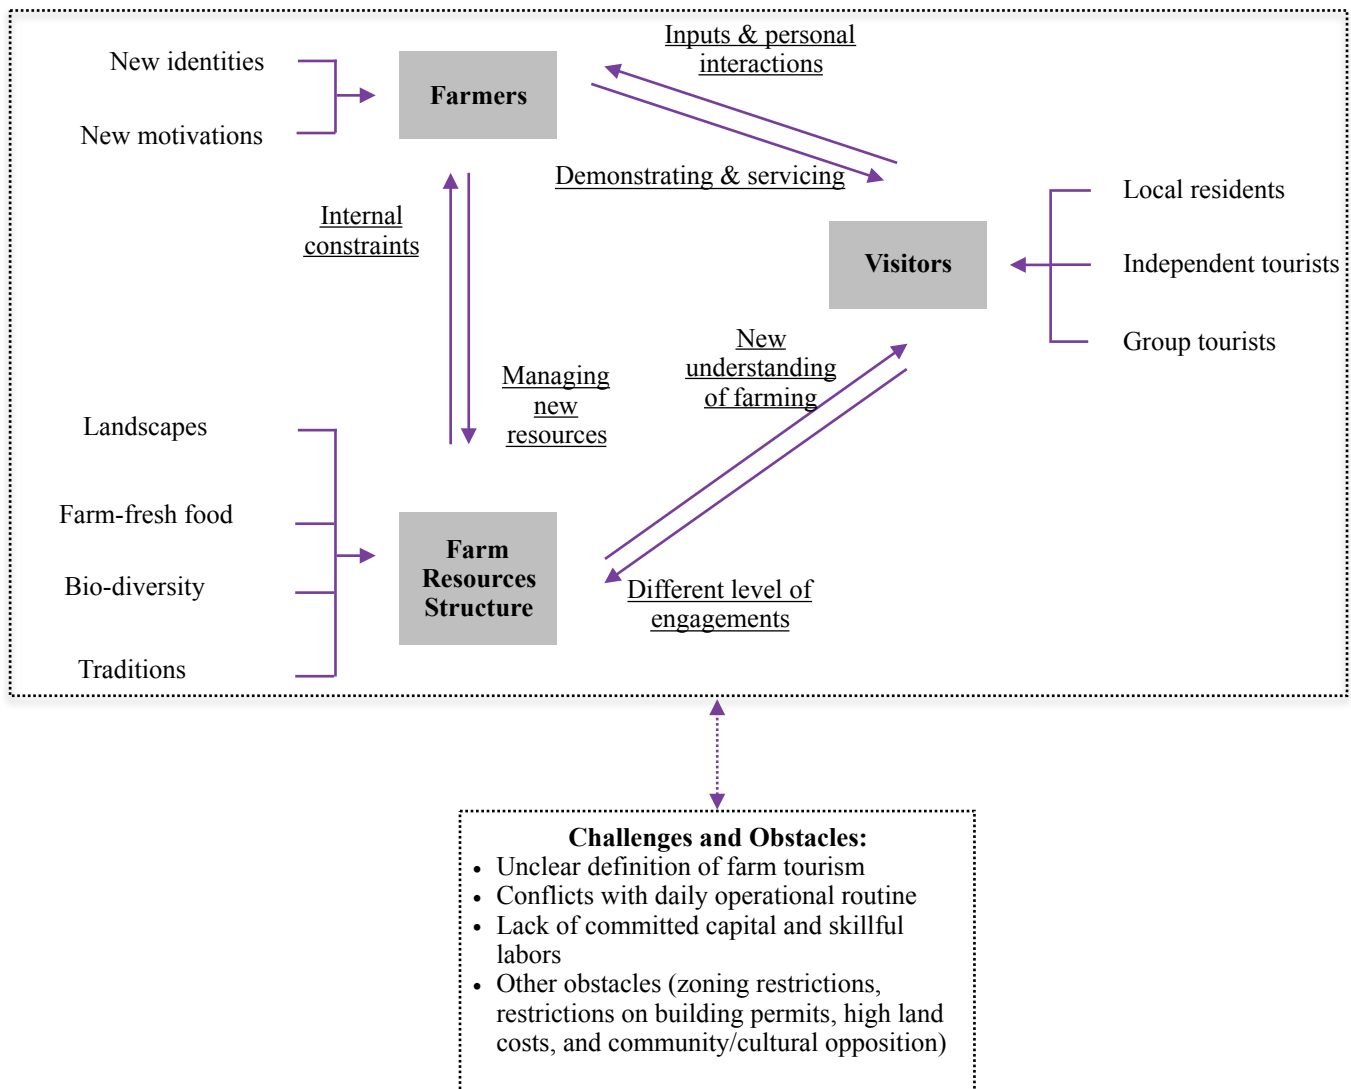 New identities
New motivations
Farmers
Inputs & personal
interactions
Demonstrating & servicing
Internal
constraints
Visitors
Local residents
Independent tourists
Group tourists
New
understanding
of farming
Managing
new
resources
Landscapes
Farm-fresh food
Bio-diversity
Traditions
Farm
Resources
Structure
Different level of
engagements
Challenges and Obstacles:
• Unclear definition of farm tourism
• Conflicts with daily operational routine
• Lack of committed capital and skillful
labors
• Other obstacles (zoning restrictions,
restrictions on building permits, high land
costs, and community/cultural opposition)